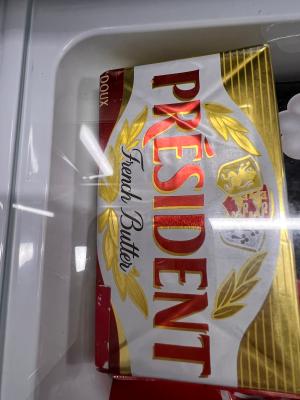 DOUX
PRÉSIDENT
French Butter